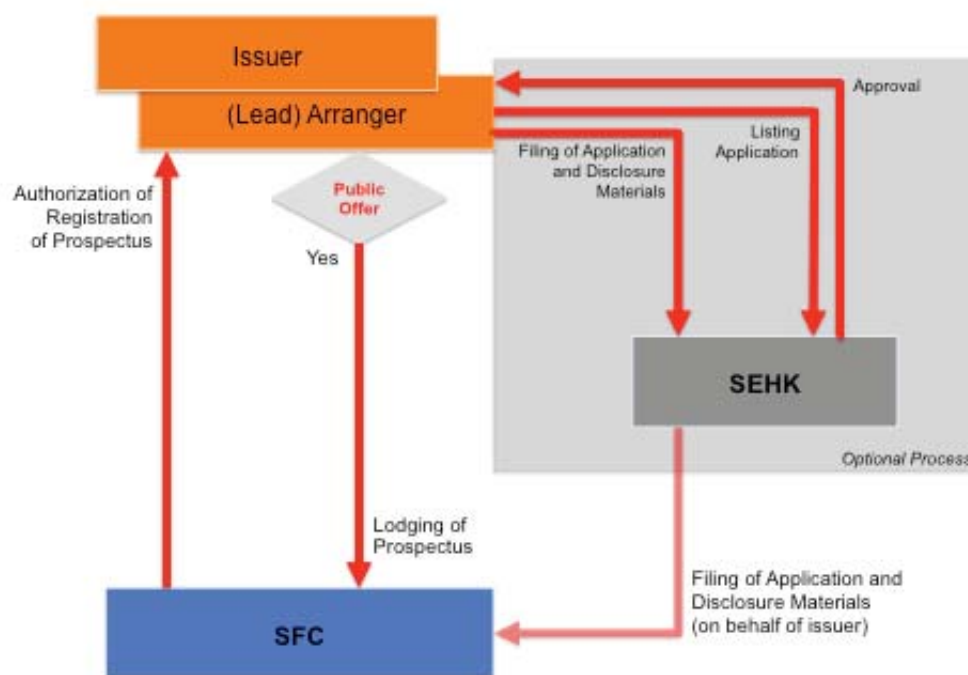 Issuer
(Lead) Arranger
Approval
Listing
Application
Filing of Application
and Disclosure
Materials
Public
Offer
Authorization of
Registration
of Prospectus
Yes
SEHK
Optional Process
Lodging of
Prospectus
Filing of Application and
Disclosure Materials
(on behalf of issuer)
SFC